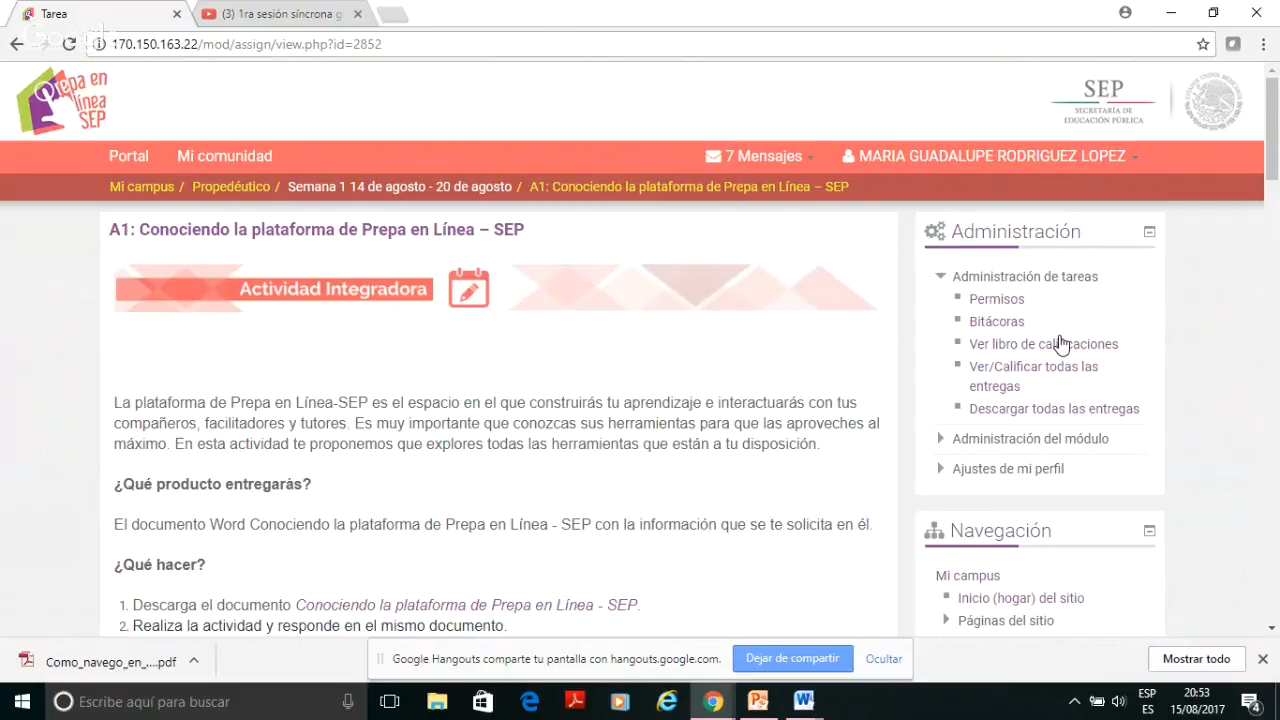 Tarea
(3) 1ra sesión síncrona g
170.150.163.22/mod/assign/view.php?id=2852
Prepa en
línea
SEP
SEP
SECRETARÍA DE
EDUCACIÓN PÚBLICA
Portal
Mi comunidad
7 Mensajes
MARIA GUADALUPE RODRIGUEZ LOPEZ
Mi campus / Propedéutico / Semana 1 14 de agosto - 20 de agosto / A1: Conociendo la plataforma de Prepa en Línea – SEP
A1: Conociendo la plataforma de Prepa en Línea – SEP
Actividad Integradora
La plataforma de Prepa en Línea-SEP es el espacio en el que construirás tu aprendizaje e interactuarás con tus
compañeros, facilitadores y tutores. Es muy importante que conozcas sus herramientas para que las aproveches al
máximo. En esta actividad te proponemos que explores todas las herramientas que están a tu disposición.
¿Qué producto entregarás?
El documento Word Conociendo la plataforma de Prepa en Línea - SEP con la información que se te solicita en él.
¿Qué hacer?
1. Descarga el documento Conociendo la plataforma de Prepa en Línea - SEP.
2. Realiza la actividad y responde en el mismo documento.
Administración
Administración de tareas
Permisos
Bitácoras
Ver libro de calificaciones
Ver/Calificar todas las
entregas
Descargar todas las entregas
Administración del módulo
Ajustes de mi perfil
Navegación
Mi campus
Inicio (hogar) del sitio
Páginas del sitio
Como_navego_en_....pdf
Google Hangouts comparte tu pantalla con hangouts.google.com.
Dejar de compartir
Ocultar
Mostrar todo
Escribe aquí para buscar
ESP
ES
20:53
15/08/2017
4